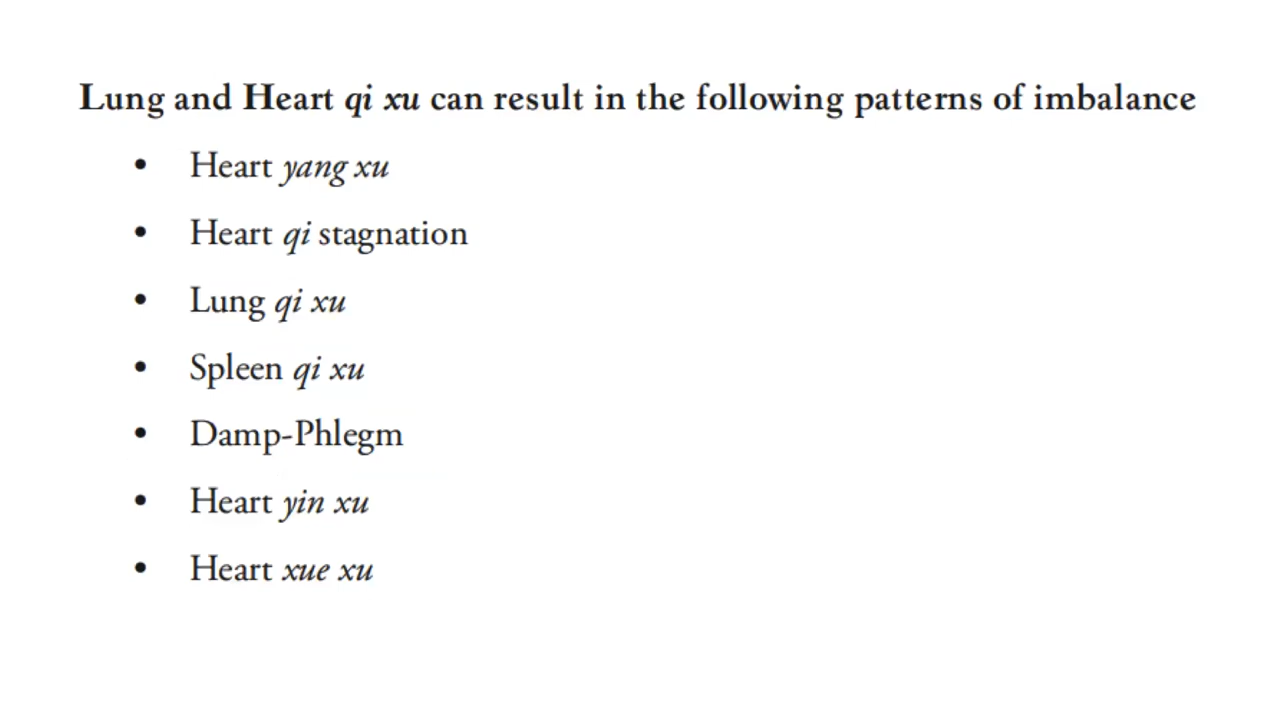 Lung and Heart qi xu can result in the following patterns of imbalance
• Heart yang xu
• Heart qi stagnation
• Lung qi xu
• Spleen qi xu
• Damp-Phlegm
• Heart yin xu
• Heart xue xu